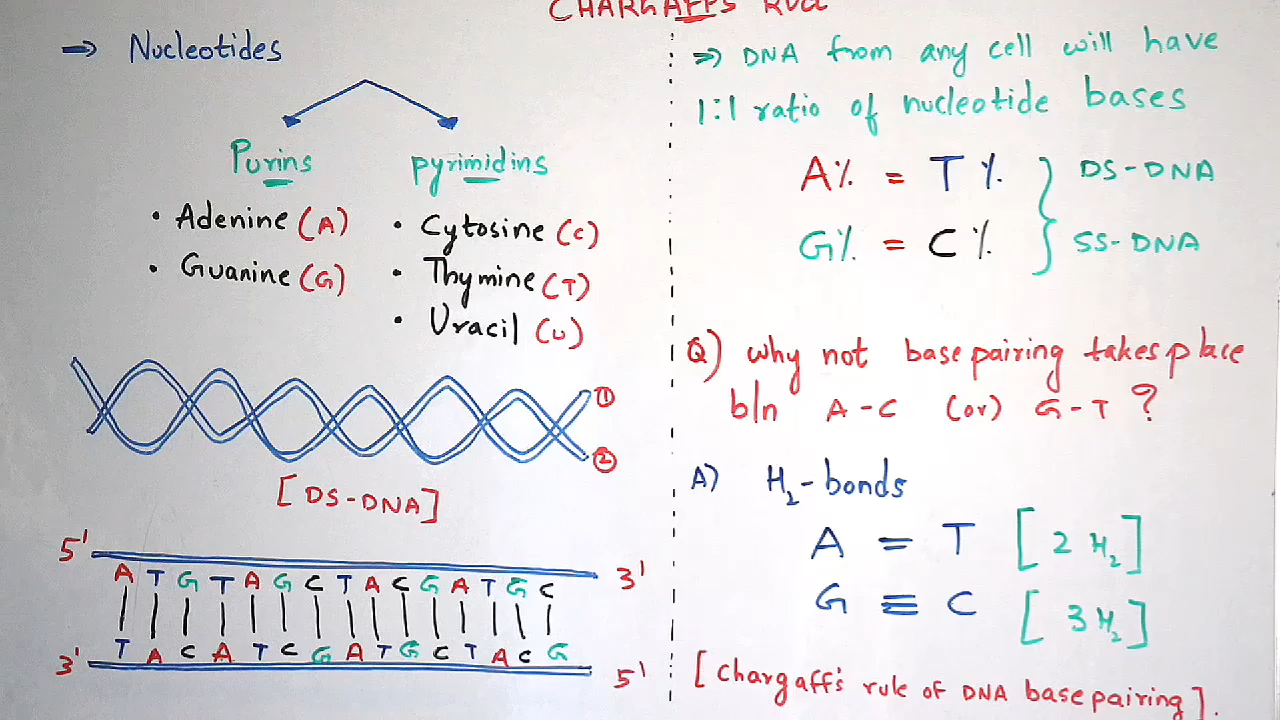 CHARGAFFS RULE
⇒ Nucleotides
Purins pyrimidins
• Adenine (A) • Cytosine (C)
• Guanine (G) • Thymine (T)
• Uracil (U)
①
②
[DS-DNA]
5'
3'
A T G T A G C T A C G A T G C
T A C A T C G A T G C T A C G
3'
5'
⇒ DNA from any cell will have
1:1 ratio of nucleotide bases
A% = T% } DS-DNA
G% = C% } SS-DNA
Q) why not base pairing takes place
b/n A-C (or) G-T ?
A) H₂-bonds
A = T [2 H₂]
G ≡ C [3 H₂]
[Chargaff's rule of DNA base pairing].